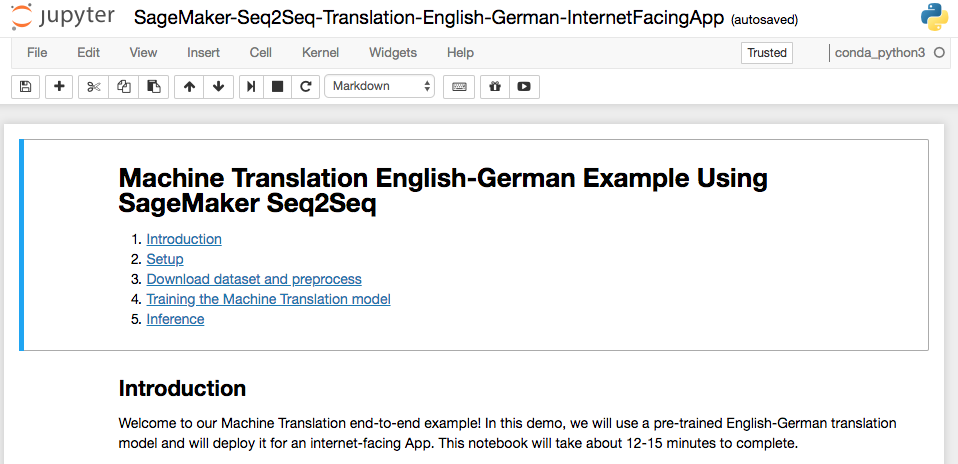 jupyter SageMaker-Seq2Seq-Translation-English-German-InternetFacingApp (autosaved)
File Edit View Insert Cell Kernel Widgets Help Trusted conda_python3
Markdown
Machine Translation English-German Example Using
SageMaker Seq2Seq
1. Introduction
2. Setup
3. Download dataset and preprocess
4. Training the Machine Translation model
5. Inference
Introduction
Welcome to our Machine Translation end-to-end example! In this demo, we will use a pre-trained English-German translation
model and will deploy it for an internet-facing App. This notebook will take about 12-15 minutes to complete.